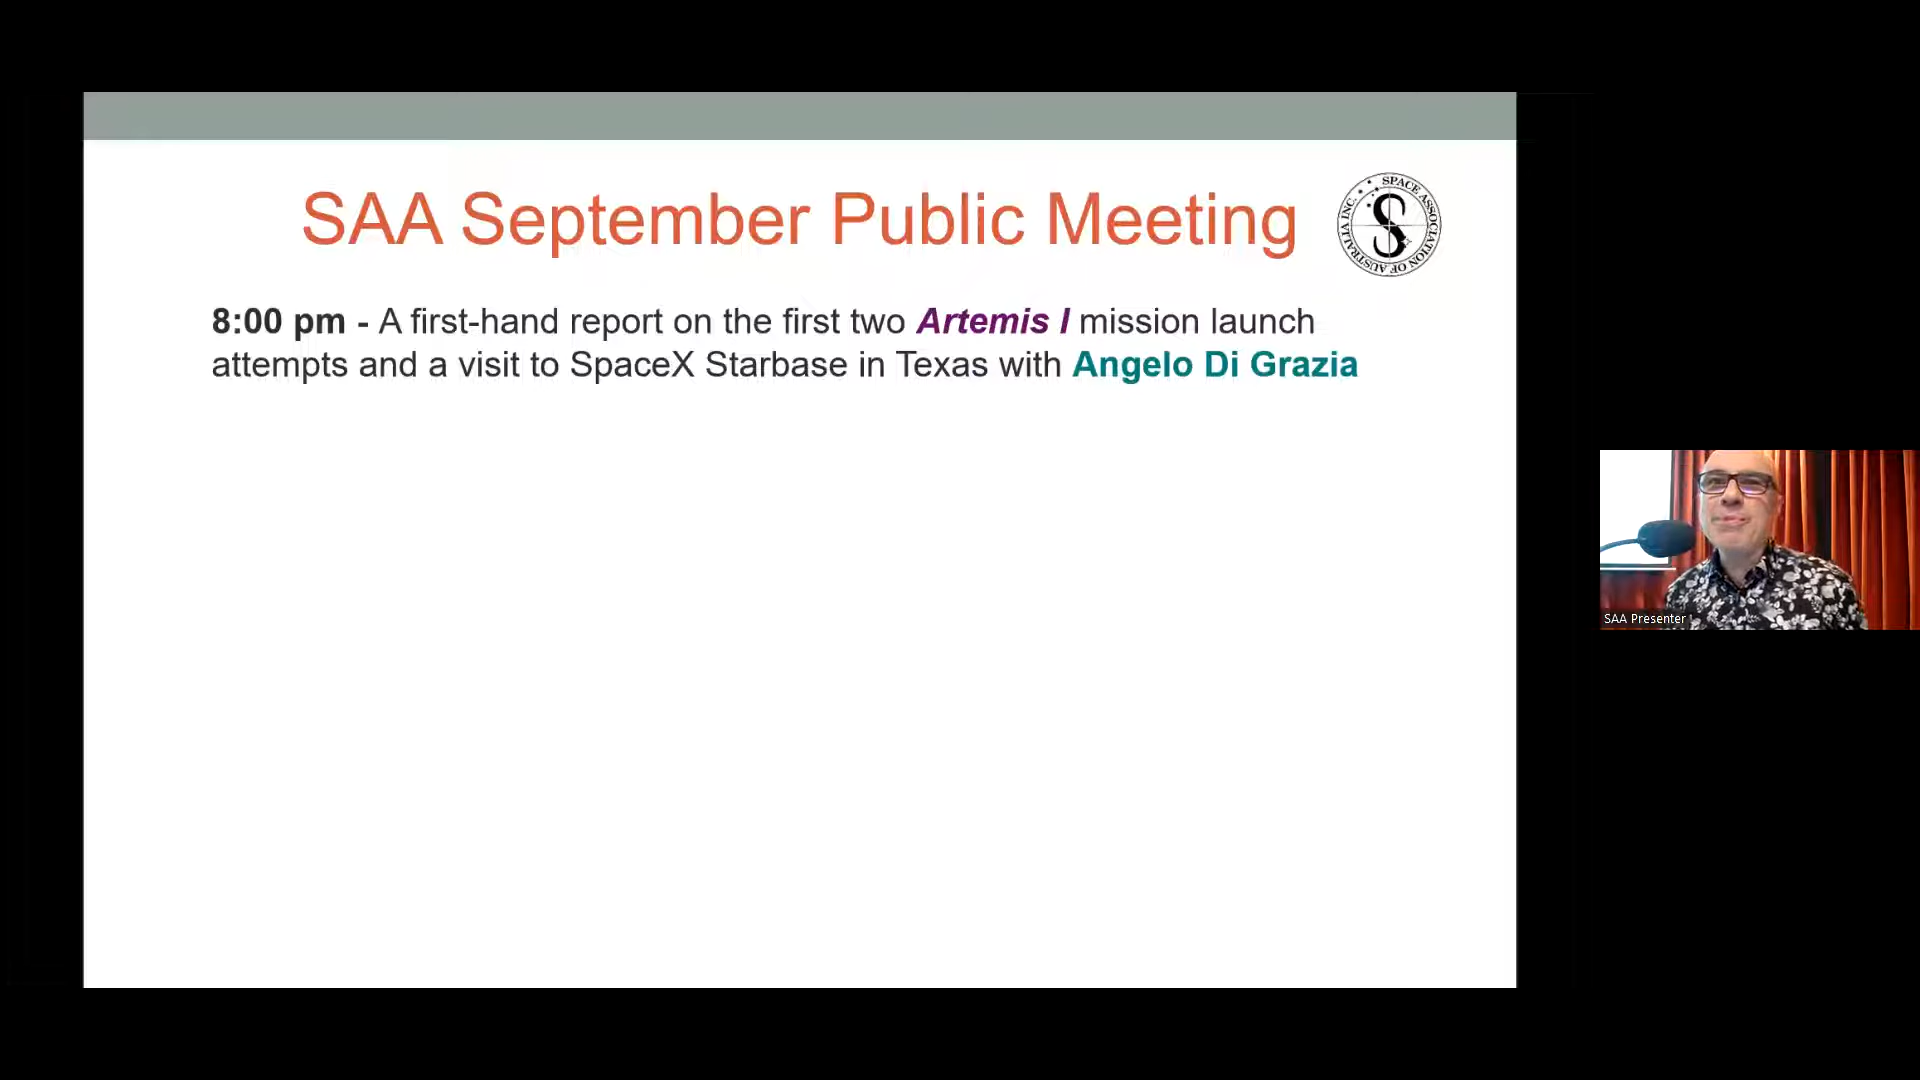 SAA September Public Meeting
SPACE ASSOCIATION OF AUSTRALIA INC.
8:00 pm - A first-hand report on the first two Artemis I mission launch
attempts and a visit to SpaceX Starbase in Texas with Angelo Di Grazia
SAA Presenter